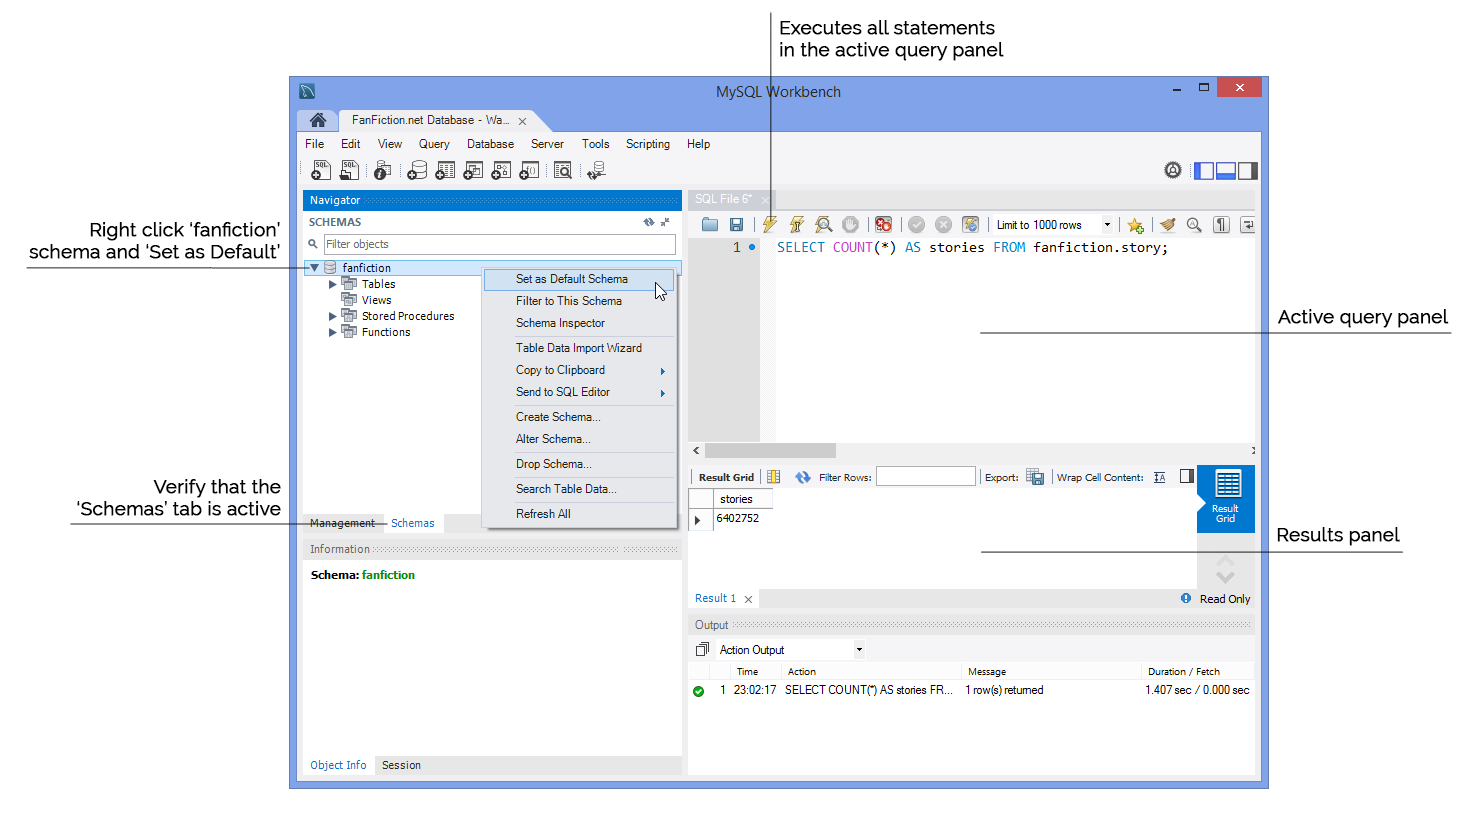 Executes all statements
in the active query panel
MySQL Workbench
FanFiction.net Database - Wa...
File Edit View Query Database Server Tools Scripting Help
Navigator
SQL File 6*
SCHEMAS
Limit to 1000 rows
Right click ‘fanfiction’
schema and ‘Set as Default’
Filter objects
1 SELECT COUNT(*) AS stories FROM fanfiction.story;
fanfiction
Tables
Views
Stored Procedures
Functions
Set as Default Schema
Filter to This Schema
Schema Inspector
Table Data Import Wizard
Copy to Clipboard
Send to SQL Editor
Create Schema...
Alter Schema...
Drop Schema...
Search Table Data...
Refresh All
Active query panel
Verify that the
‘Schemas’ tab is active
Management Schemas
Result Grid Filter Rows: Export: Wrap Cell Content:
stories
6402752
Result
Grid
Results panel
Information
Schema: fanfiction
Result 1
Read Only
Output
Action Output
Time Action Message Duration / Fetch
1 23:02:17 SELECT COUNT(*) AS stories FR... 1 row(s) returned 1.407 sec / 0.000 sec
Object Info Session